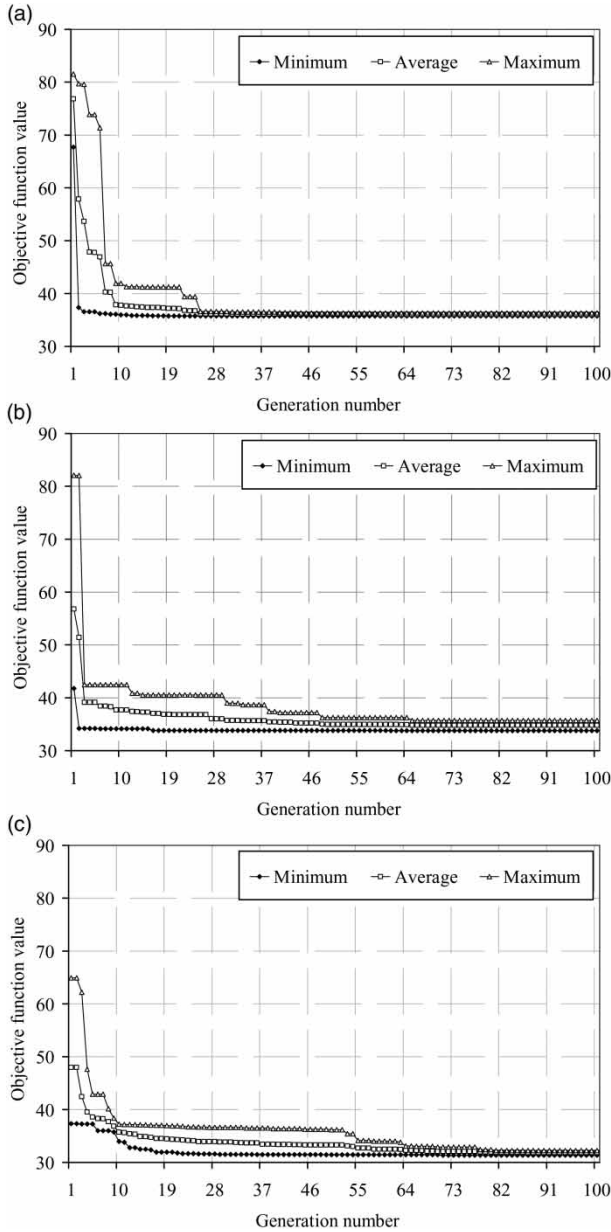 (a)
90
80
70
60
50
40
30
Objective function value
Minimum Average Maximum
1 10 19 28 37 46 55 64 73 82 91 100
Generation number
(b)
90
80
70
60
50
40
30
Objective function value
Minimum Average Maximum
1 10 19 28 37 46 55 64 73 82 91 100
Generation number
(c)
90
80
70
60
50
40
30
Objective function value
Minimum Average Maximum
1 10 19 28 37 46 55 64 73 82 91 100
Generation number